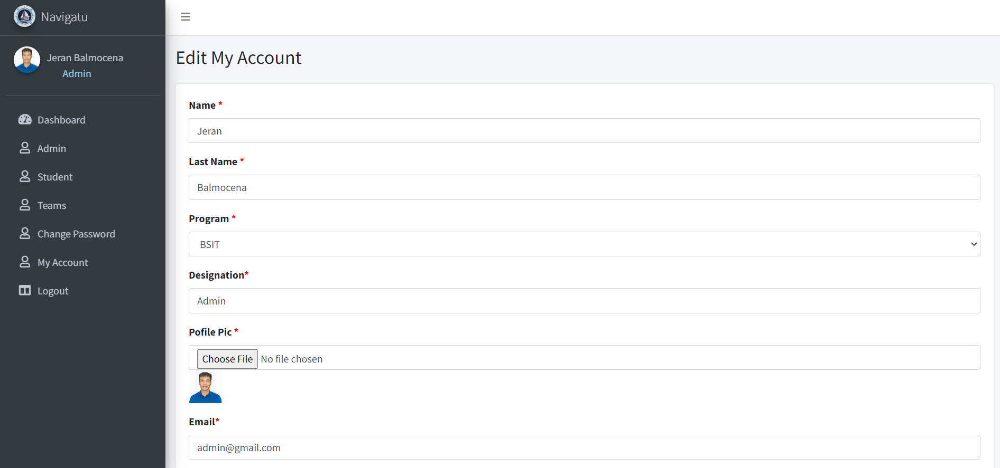 Navigatu
Jeran Balmocena
Admin
Dashboard
Admin
Student
Teams
Change Password
My Account
Logout
Edit My Account
Name *
Jeran
Last Name *
Balmocena
Program *
BSIT
Designation*
Admin
Pofile Pic *
Choose File No file chosen
Email*
admin@gmail.com